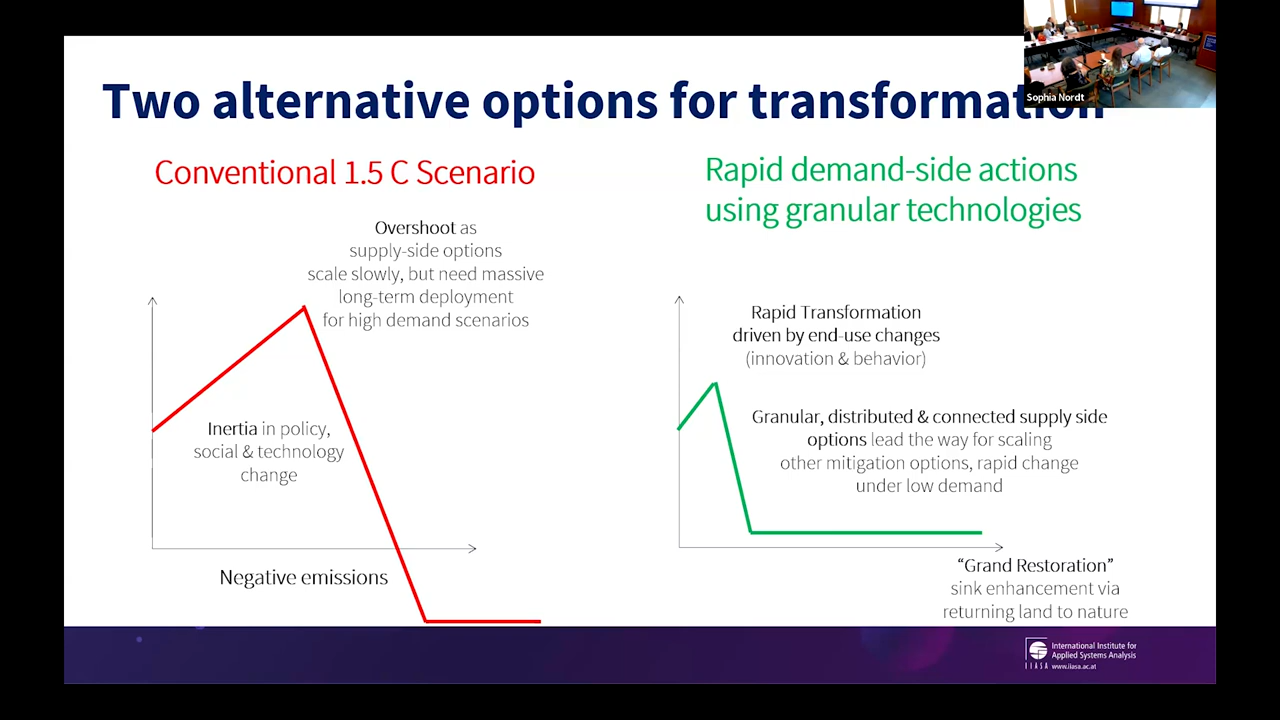 Two alternative options for transformation
Sophia Nordt
Conventional 1.5 C Scenario
Overshoot as
supply-side options
scale slowly, but need massive
long-term deployment
for high demand scenarios
Inertia in policy,
social & technology
change
Negative emissions
Rapid demand-side actions
using granular technologies
Rapid Transformation
driven by end-use changes
(innovation & behavior)
Granular, distributed & connected supply side
options lead the way for scaling
other mitigation options, rapid change
under low demand
“Grand Restoration”
sink enhancement via
returning land to nature
IIASA
International Institute for
Applied Systems Analysis
www.iiasa.ac.at